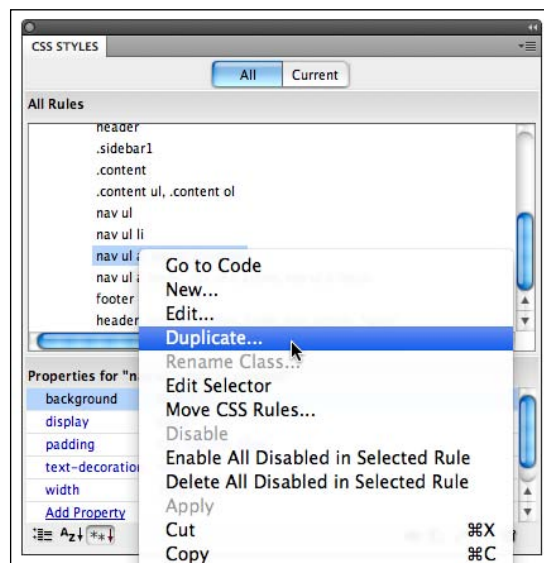 CSS STYLES
All Current
All Rules
header
.sidebar1
.content
.content ul, .content ol
nav ul
nav ul li
nav ul a
nav ul a
footer
header
Go to Code
New...
Edit...
Duplicate...
Rename Class...
Edit Selector
Move CSS Rules...
Disable
Enable All Disabled in Selected Rule
Delete All Disabled in Selected Rule
Apply
Cut ⌘X
Copy ⌘C
Properties for "n
background
display
padding
text-decoration
width
Add Property